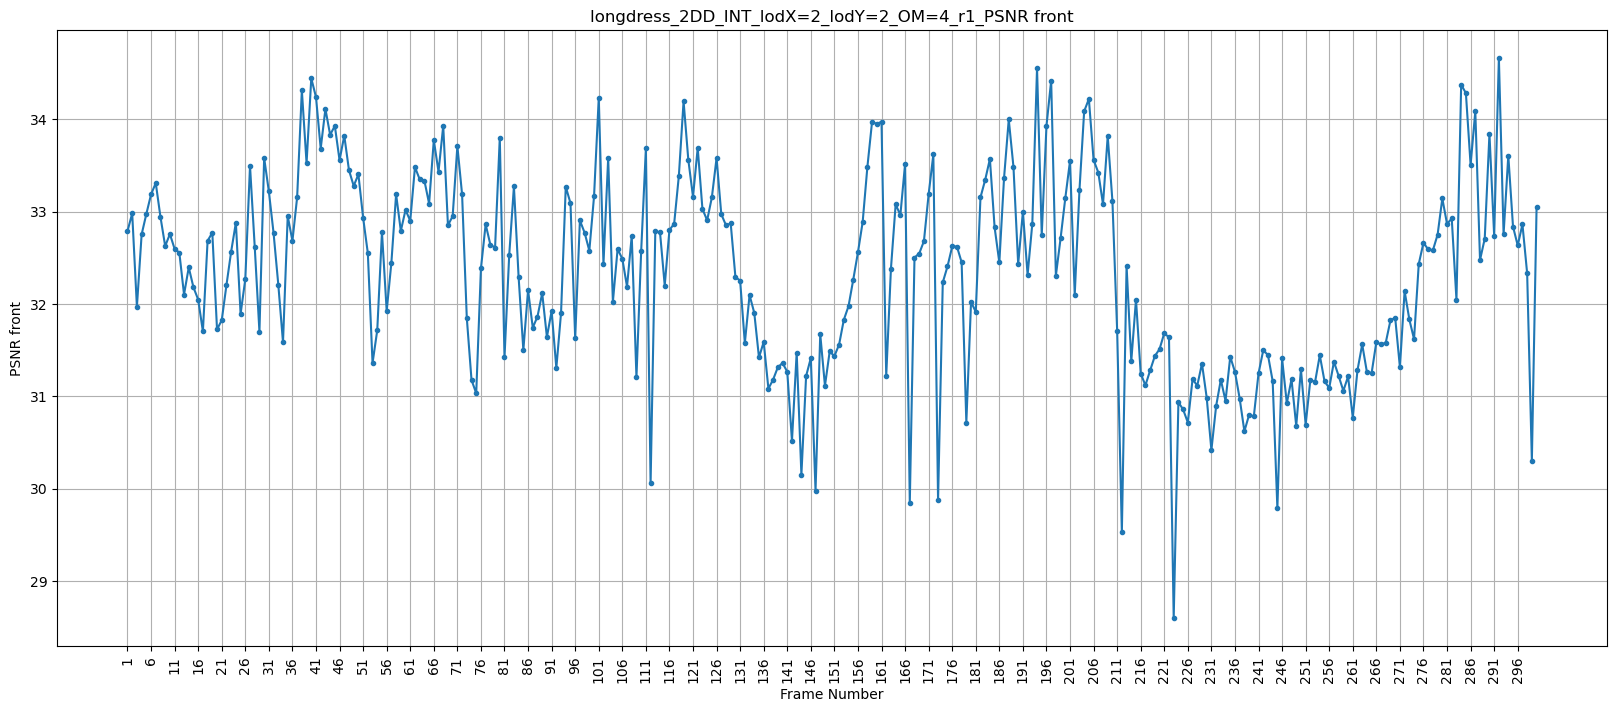 longdress_2DD_INT_lodX=2_lodY=2_OM=4_r1_PSNR front
PSNR front
34
33
32
31
30
29
1 6 11 16 21 26 31 36 41 46 51 56 61 66 71 76 81 86 91 96 101 106 111 116 121 126 131 136 141 146 151 156 161 166 171 176 181 186 191 196 201 206 211 216 221 226 231 236 241 246 251 256 261 266 271 276 281 286 291 296
Frame Number